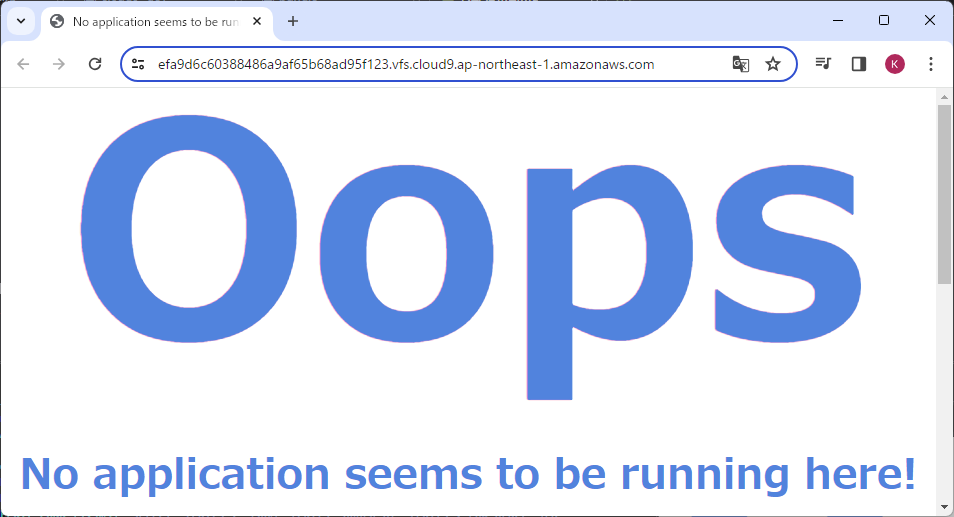 No application seems to be run
efa9d6c60388486a9af65b68ad95f123.vfs.cloud9.ap-northeast-1.amazonaws.com
K
Oops
No application seems to be running here!